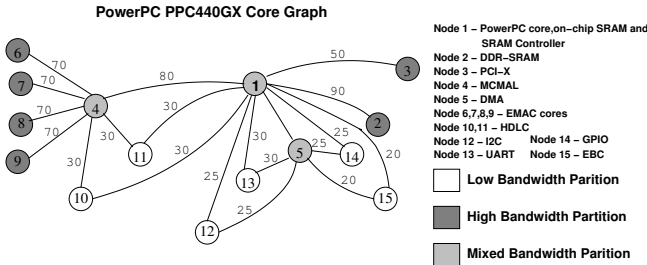 PowerPC PPC440GX Core Graph
6
7
8
9
4
1
3
2
5
10
11
12
13
14
15
70
70
70
70
80
50
90
30
30
30
30
25
30
30
25
25
25
20
20
Node 1 – PowerPC core,on–chip SRAM and
SRAM Controller
Node 2 – DDR–SRAM
Node 3 – PCI–X
Node 4 – MCMAL
Node 5 – DMA
Node 6,7,8,9 – EMAC cores
Node 10,11 – HDLC
Node 12 – I2C Node 14 – GPIO
Node 13 – UART Node 15 – EBC
Low Bandwidth Parition
High Bandwidth Partition
Mixed Bandwidth Parition